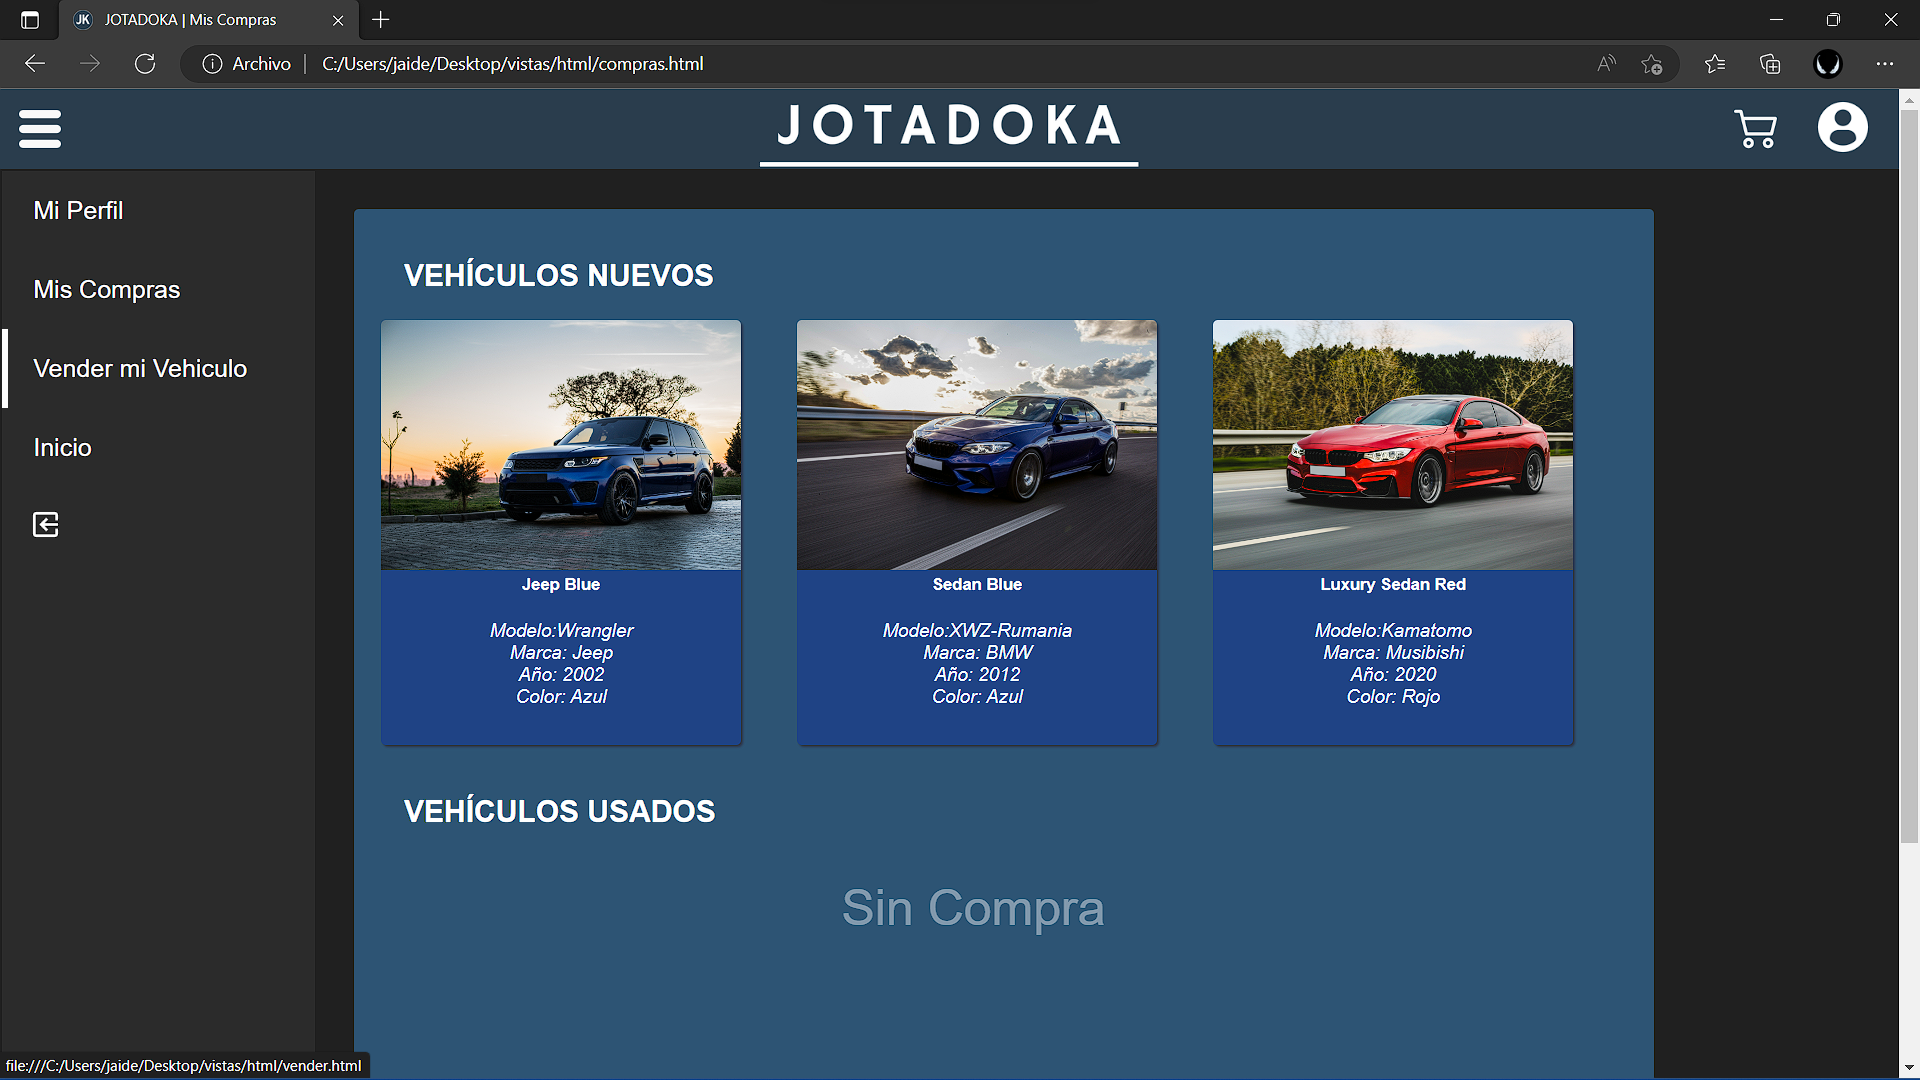 JK JOTADOKA | Mis Compras
Archivo C:/Users/jaide/Desktop/vistas/html/compras.html
JOTADOKA
Mi Perfil
Mis Compras
Vender mi Vehiculo
Inicio
VEHÍCULOS NUEVOS
Jeep Blue
Modelo:Wrangler
Marca: Jeep
Año: 2002
Color: Azul
Sedan Blue
Modelo:XWZ-Rumania
Marca: BMW
Año: 2012
Color: Azul
Luxury Sedan Red
Modelo:Kamatomo
Marca: Musibishi
Año: 2020
Color: Rojo
VEHÍCULOS USADOS
Sin Compra
file:///C:/Users/jaide/Desktop/vistas/html/vender.html